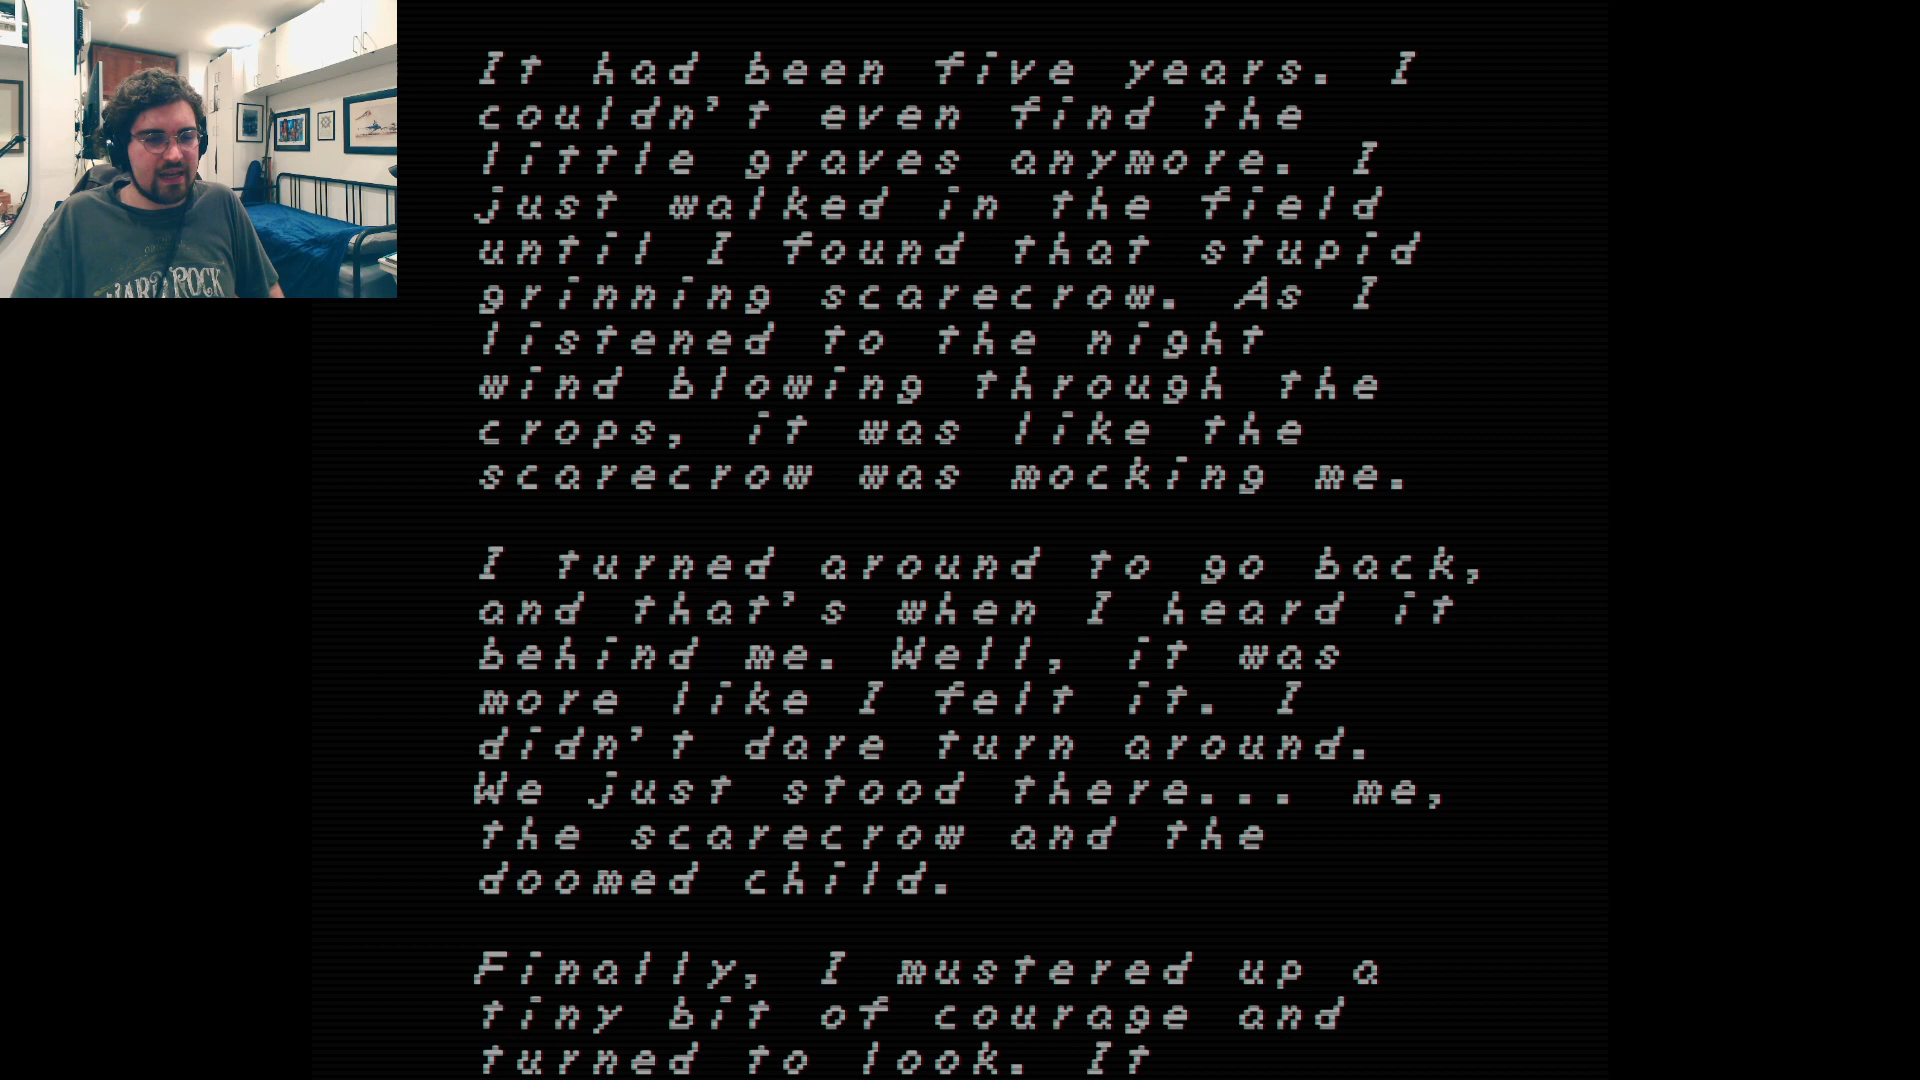 It had been five years. I
couldn't even find the
little graves anymore. I
just walked in the field
until I found that stupid
grinning scarecrow. As I
listened to the night
wind blowing through the
crops, it was like the
scarecrow was mocking me.
I turned around to go back,
and that's when I heard it
behind me. Well, it was
more like I felt it. I
didn't dare turn around.
We just stood there... me,
the scarecrow and the
doomed child.
Finally, I mustered up a
tiny bit of courage and
turned to look. It
HARD ROCK